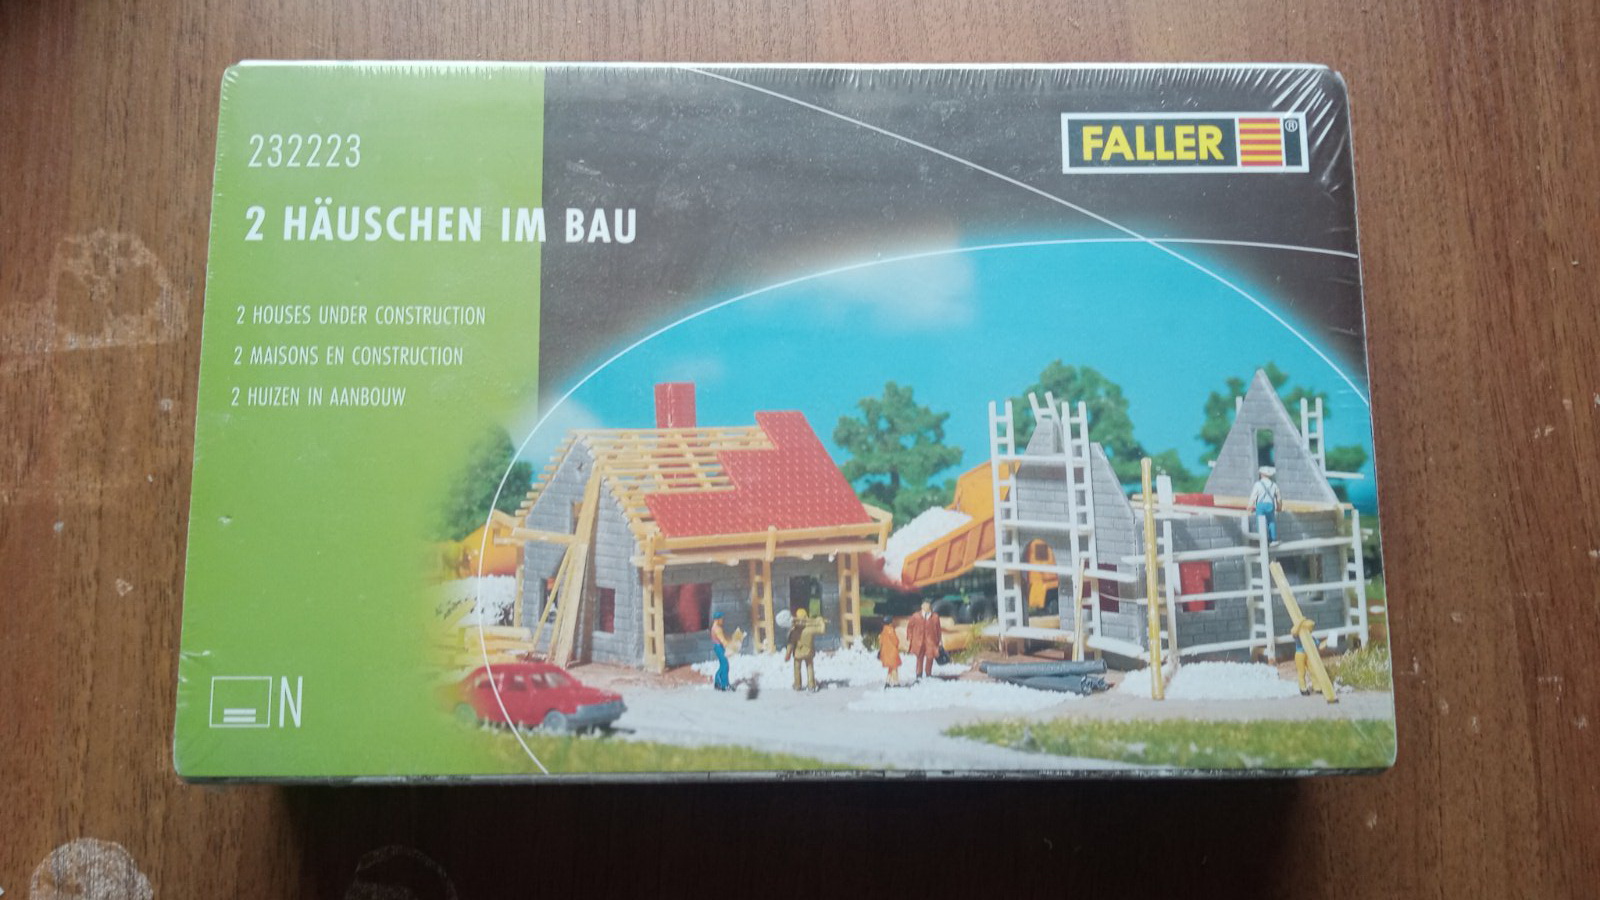 232223
FALLER ®
2 HÄUSCHEN IM BAU
2 HOUSES UNDER CONSTRUCTION
2 MAISONS EN CONSTRUCTION
2 HUIZEN IN AANBOUW
N